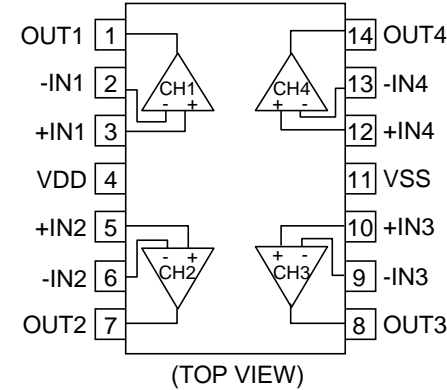 OUT1 1 14 OUT4
-IN1 2 CH1 CH4 13 -IN4
- + + -
+IN1 3 12 +IN4
VDD 4 11 VSS
+IN2 5 10 +IN3
- + + -
-IN2 6 CH2 CH3 9 -IN3
OUT2 7 8 OUT3
(TOP VIEW)